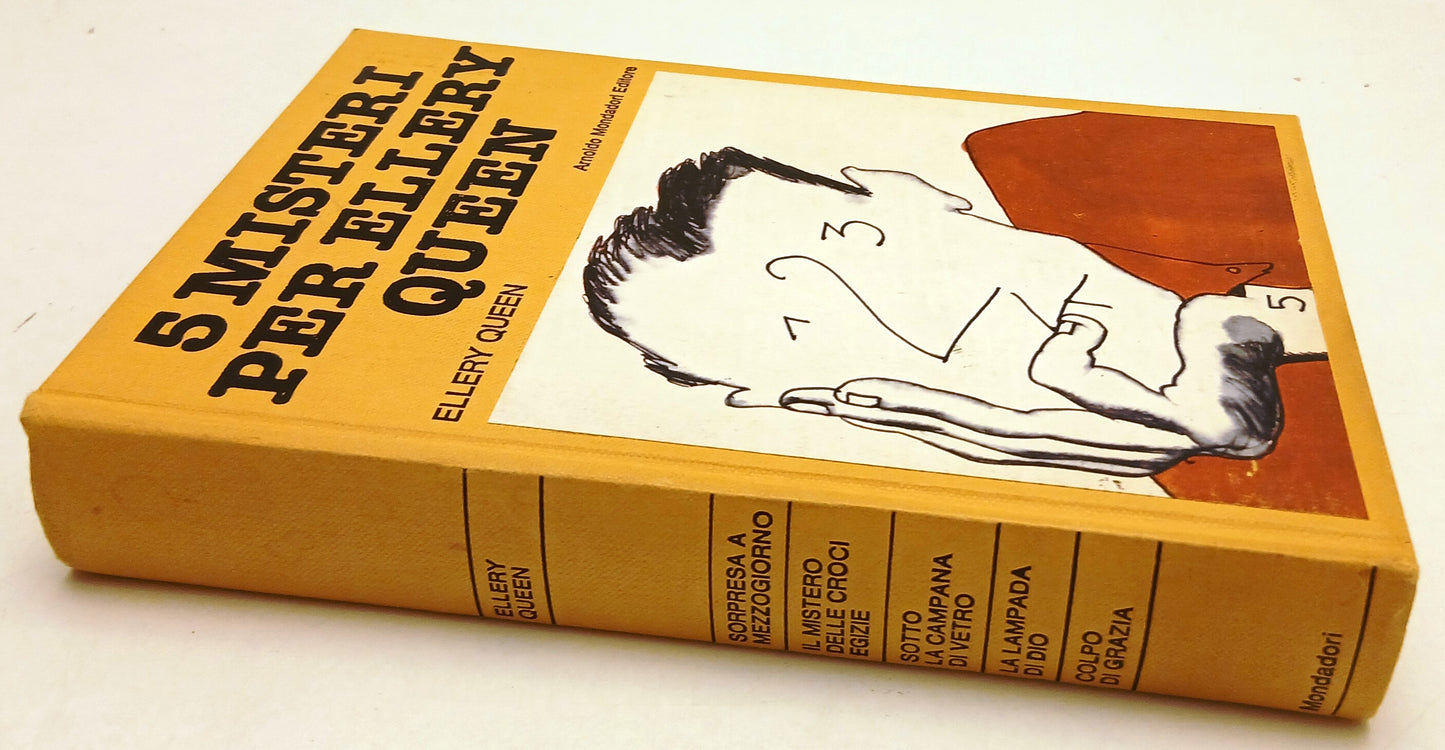 5 MISTERI
PER ELLERY
QUEEN
ELLERY QUEEN
Arnoldo Mondadori Editore
3
2
1
4
5
ELLERY
QUEEN
SORPRESA A
MEZZOGIORNO
IL MISTERO
DELLE CROCI
EGIZIE
SOTTO
LA CAMPANA
DI VETRO
LA LAMPADA
DI DIO
COLPO
DI GRAZIA
Mondadori